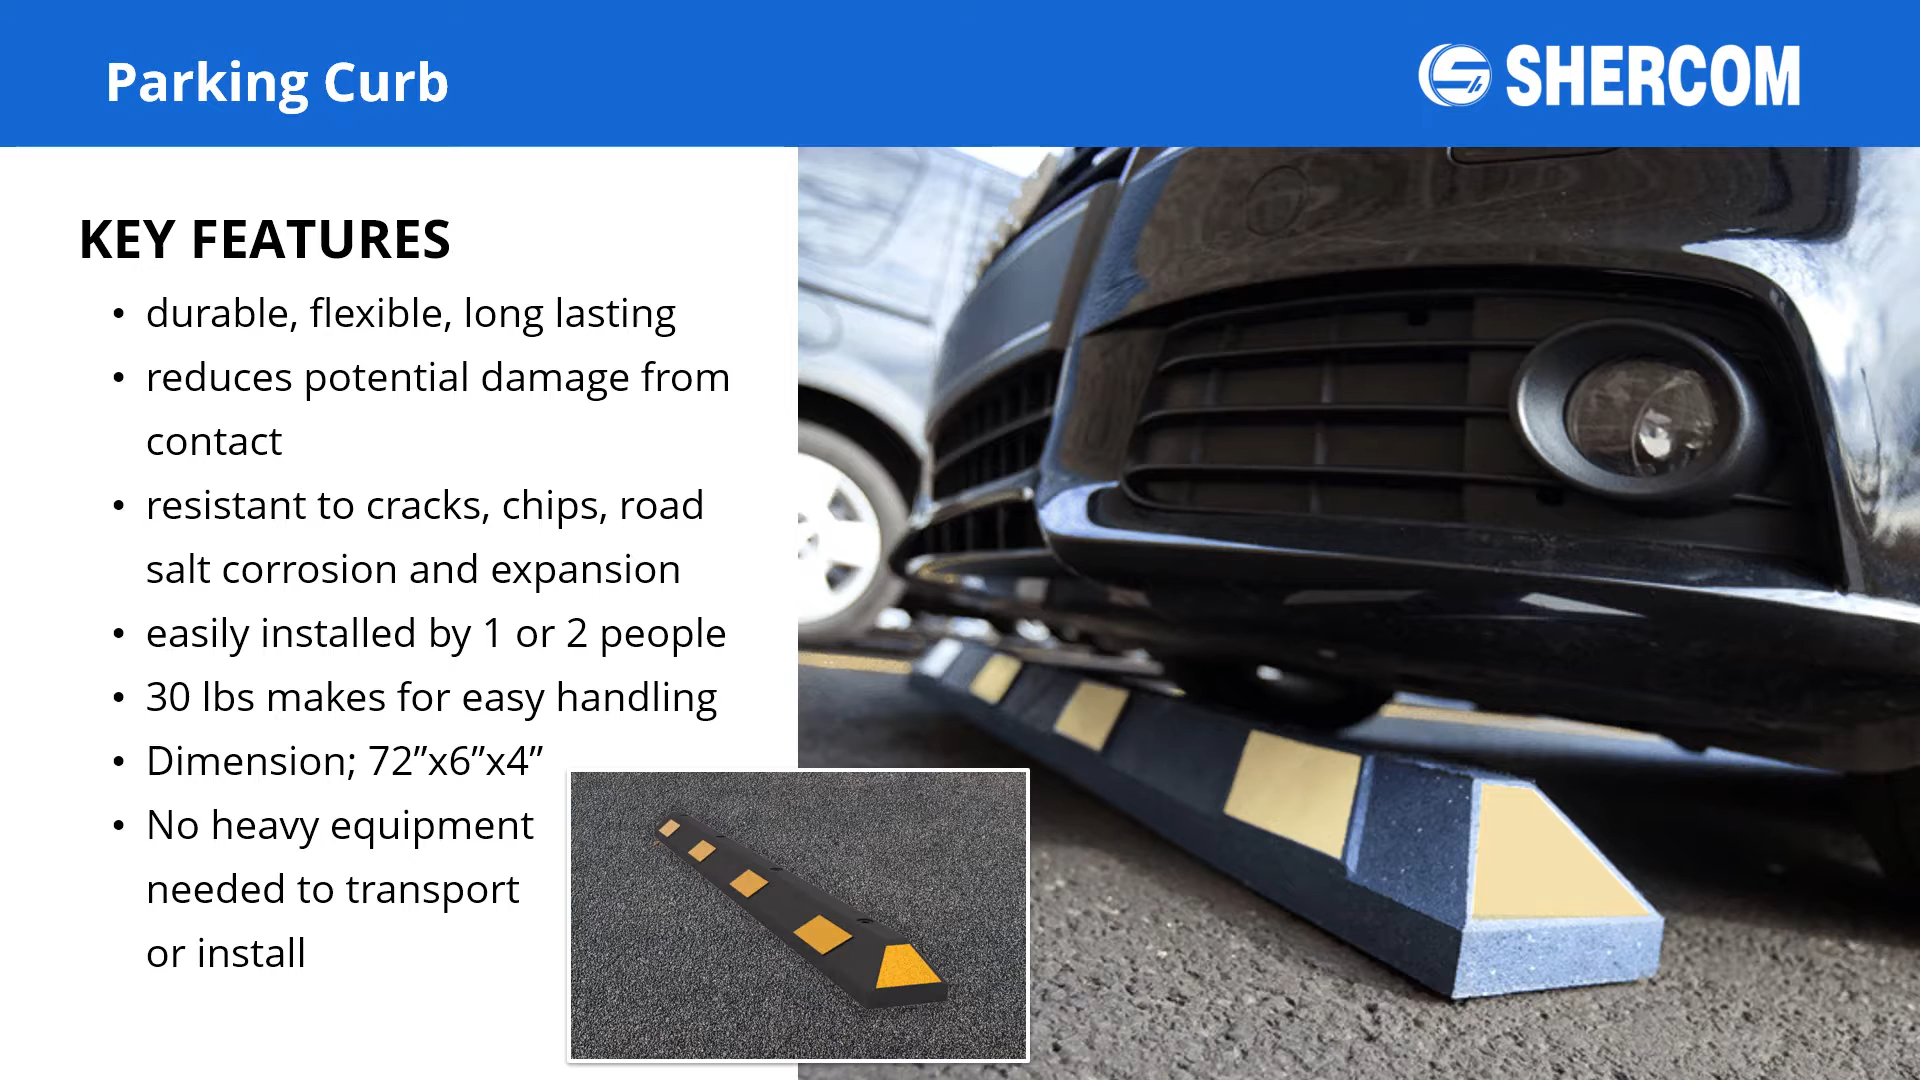 Parking Curb
SHERCOM
KEY FEATURES
• durable, flexible, long lasting
• reduces potential damage from
contact
• resistant to cracks, chips, road
salt corrosion and expansion
• easily installed by 1 or 2 people
• 30 lbs makes for easy handling
• Dimension; 72”x6”x4”
• No heavy equipment
needed to transport
or install